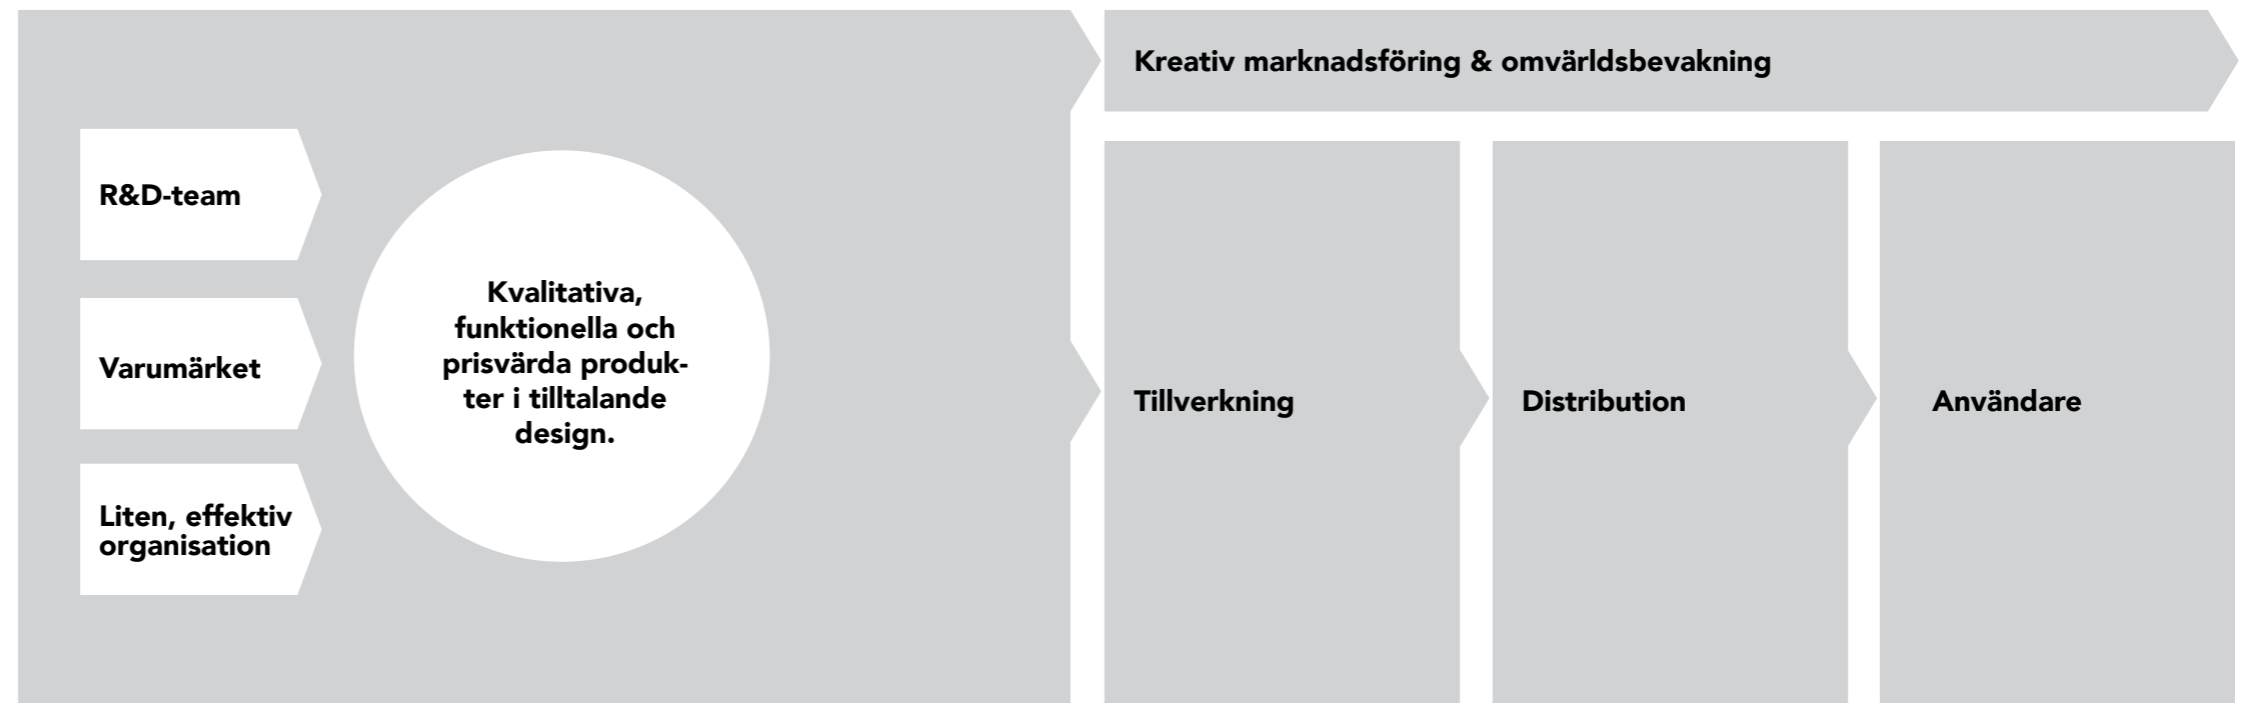 Kreativ marknadsföring & omvärldsbevakning
R&D-team
Varumärket
Liten, effektiv
organisation
Kvalitativa,
funktionella och
prisvärda produk-
ter i tilltalande
design.
Tillverkning
Distribution
Användare